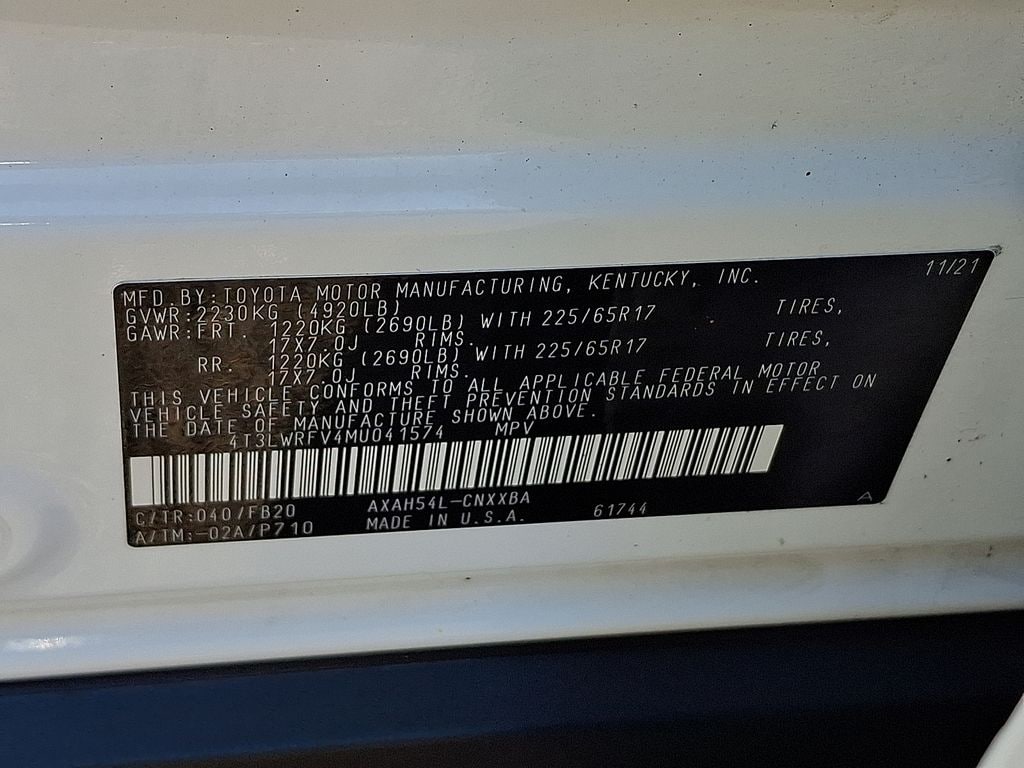 11/21
MFD.BY:TOYOTA MOTOR MANUFACTURING, KENTUCKY, INC.
GVWR:2230KG (4920LB)
GAWR:FRT. 1220KG (2690LB) WITH 225/65R17 TIRES,
17X7.0J RIMS.
RR. 1220KG (2690LB) WITH 225/65R17 TIRES,
17X7.0J RIMS.
THIS VEHICLE CONFORMS TO ALL APPLICABLE FEDERAL MOTOR
VEHICLE SAFETY AND THEFT PREVENTION STANDARDS IN EFFECT ON
THE DATE OF MANUFACTURE SHOWN ABOVE.
4T3LWRFV4MU041574 MPV
C/TR:040/FB20 AXAH54L-CNXXBA
A/TM:-02A/P710 MADE IN U.S.A. 61744 A